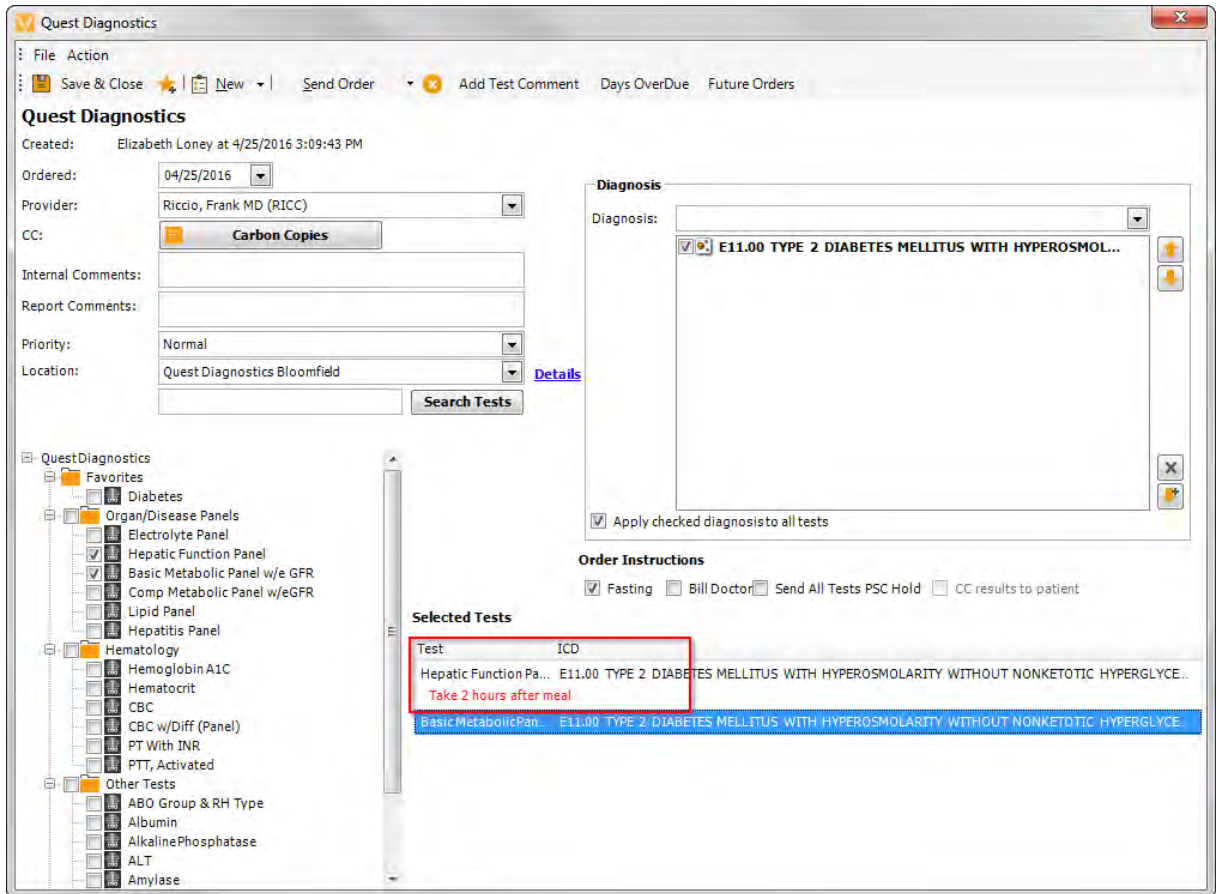 Quest Diagnostics
File Action
Save & Close New Send Order Add Test Comment Days OverDue Future Orders
Quest Diagnostics
Created: Elizabeth Loney at 4/25/2016 3:09:43 PM
Ordered: 04/25/2016
Provider: Riccio, Frank MD (RICC)
CC: Carbon Copies
Internal Comments:
Report Comments:
Priority: Normal
Location: Quest Diagnostics Bloomfield Details
Search Tests
Diagnosis
Diagnosis:
E11.00 TYPE 2 DIABETES MELLITUS WITH HYPEROSMOL...
Apply checked diagnosis to all tests
Order Instructions
Fasting Bill Doctor Send All Tests PSC Hold CC results to patient
QuestDiagnostics
Favorites
Diabetes
Organ/Disease Panels
Electrolyte Panel
Hepatic Function Panel
Basic Metabolic Panel w/e GFR
Comp Metabolic Panel w/eGFR
Lipid Panel
Hepatitis Panel
Hematology
Hemoglobin A1C
Hematocrit
CBC
CBC w/Diff (Panel)
PT With INR
PTT, Activated
Other Tests
ABO Group & RH Type
Albumin
AlkalinePhosphatase
ALT
Amylase
Selected Tests
Test ICD
Hepatic Function Pa... E11.00 TYPE 2 DIABETES MELLITUS WITH HYPEROSMOLARITY WITHOUT NONKETOTIC HYPERGLYCE...
Take 2 hours after meal
BasicMetabolicPan... E11.00 TYPE 2 DIABETES MELLITUS WITH HYPEROSMOLARITY WITHOUT NONKETOTIC HYPERGLYCE...